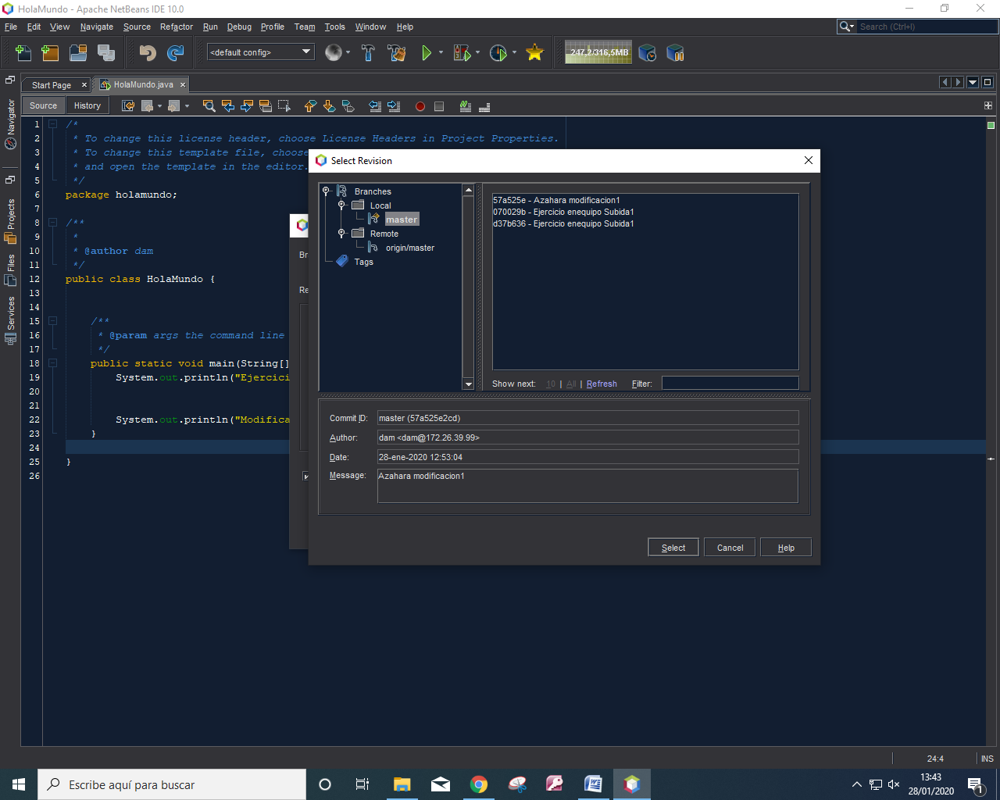 HolaMundo - Apache NetBeans IDE 10.0
File Edit View Navigate Source Refactor Run Debug Profile Team Tools Window Help
Search (Ctrl+I)
<default config>
247,2/316,5MB
Start Page
HolaMundo.java
Source History
Navigator
Projects
Files
Services
1 /*
2 * To change this license header, choose License Headers in Project Properties.
3 * To change this template file, choose
4 * and open the template in the editor.
5 */
6 package holamundo;
7
8 /**
9 *
10 * @author dam
11 */
12 public class HolaMundo {
13
14
15 /**
16 * @param args the command line
17 */
18 public static void main(String[]
19 System.out.println("Ejercici
20
21
22 System.out.println("Modifica
23 }
24
25 }
26
Br
Re
Select Revision
Branches
Local
master
Remote
origin/master
Tags
57a525e - Azahara modificacion1
070029b - Ejercicio enequipo Subida1
d37b636 - Ejercicio enequipo Subida1
Show next: 10 | All | Refresh Filter:
Commit ID: master (57a525e2cd)
Author: dam <dam@172.26.39.99>
Date: 28-ene-2020 12:53:04
Message: Azahara modificacion1
Select Cancel Help
24:4 INS
Escribe aquí para buscar
13:43
28/01/2020
1